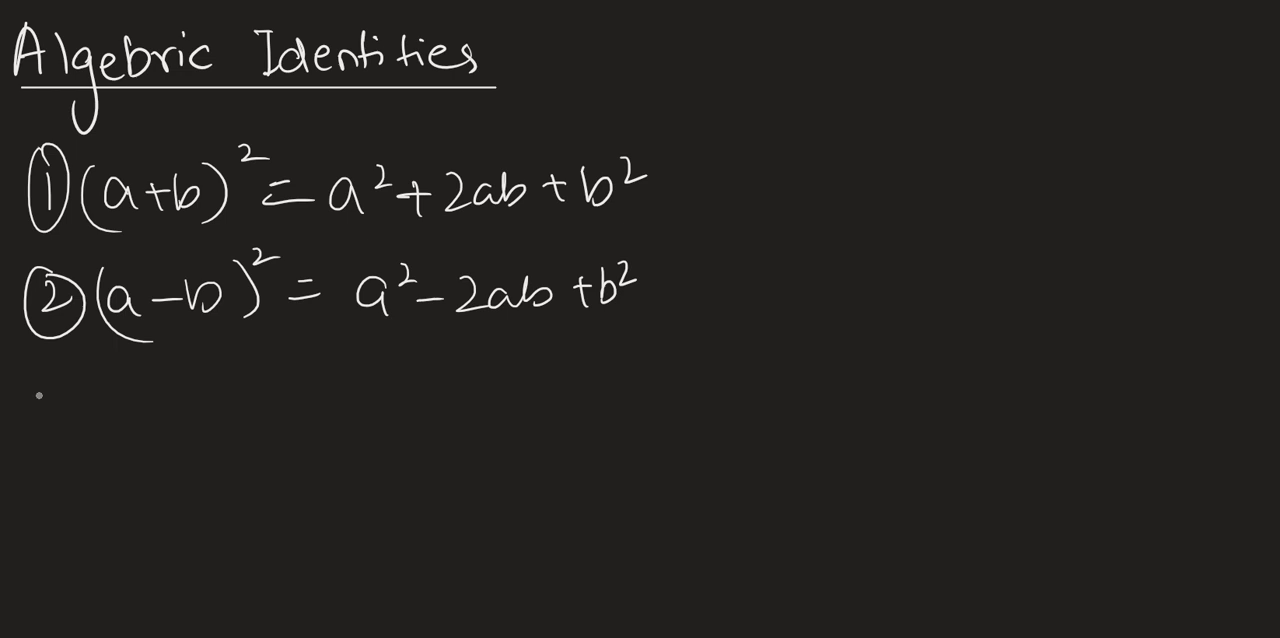 Algebric Identities
① (a+b)² = a² + 2ab + b²
② (a-b)² = a² - 2ab + b²